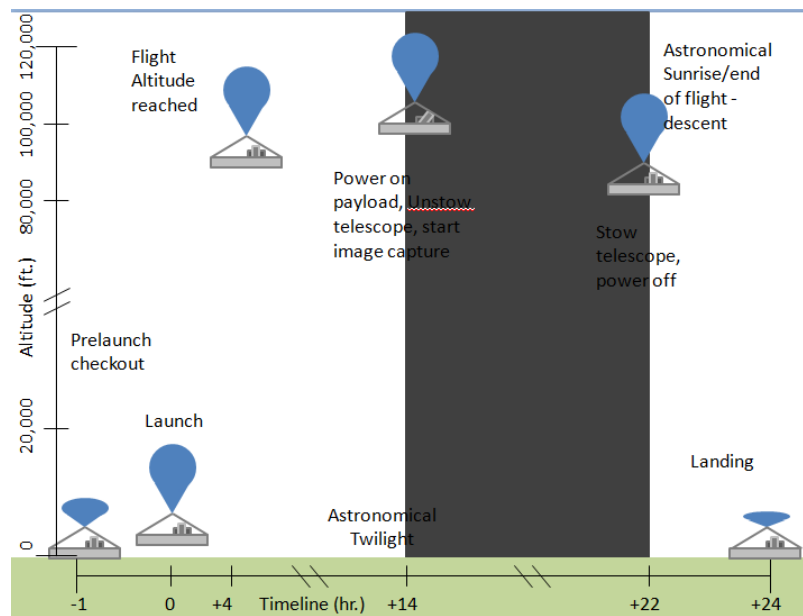 120,000
100,000
80,000
20,000
0
Altitude (ft.)
Flight
Altitude
reached
Astronomical
Sunrise/end
of flight -
descent
Power on
payload, Unstow
telescope, start
image capture
Stow
telescope,
power off
Prelaunch
checkout
Launch
Landing
Astronomical
Twilight
-1 0 +4 Timeline (hr.) +14 +22 +24